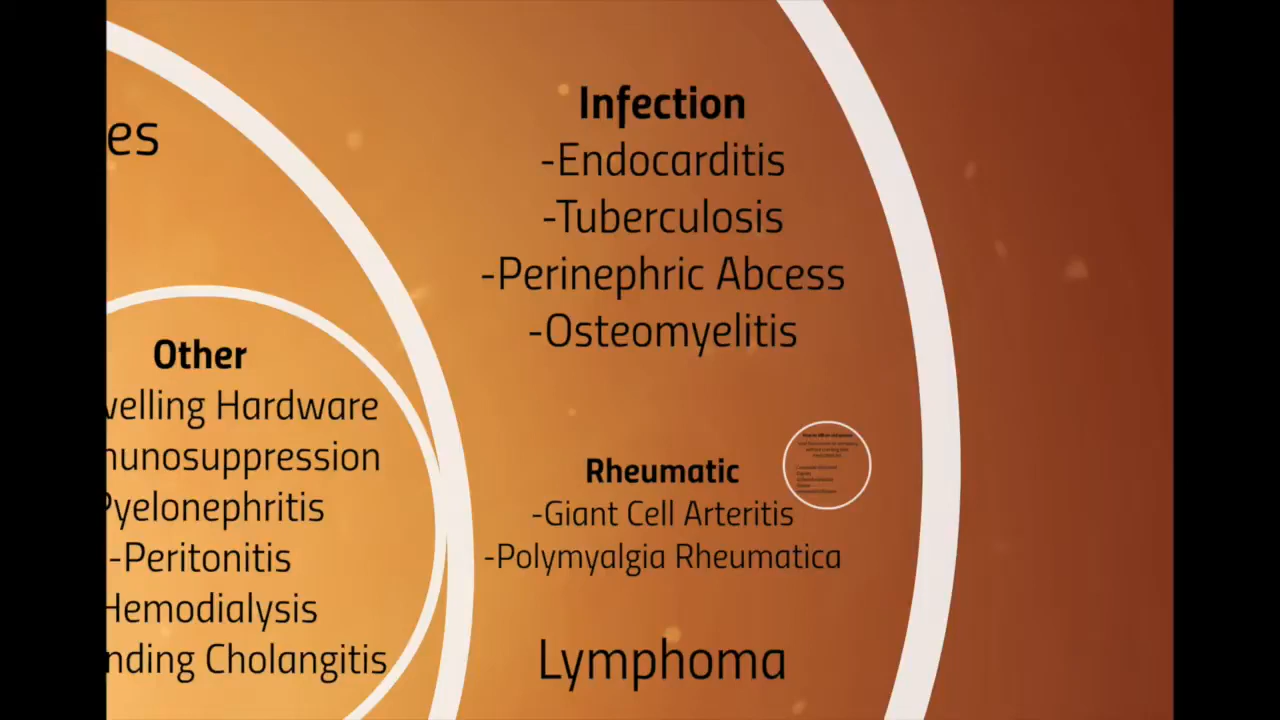 es
Other
velling Hardware
nunosuppression
Pyelonephritis
-Peritonitis
Hemodialysis
nding Cholangitis
Infection
-Endocarditis
-Tuberculosis
-Perinephric Abcess
-Osteomyelitis
Rheumatic
-Giant Cell Arteritis
-Polymyalgia Rheumatica
Lymphoma